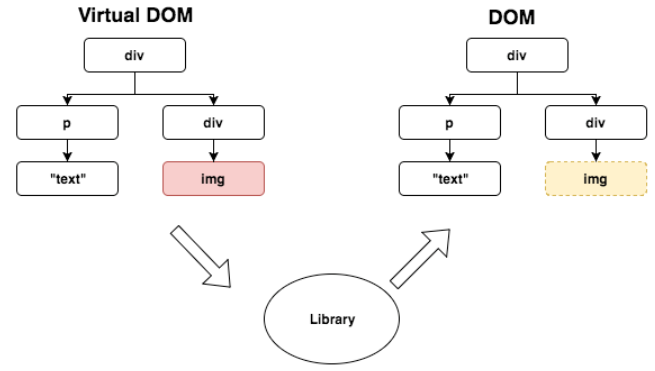 Virtual DOM
DOM
div
div
p
div
p
div
"text"
img
"text"
img
Library